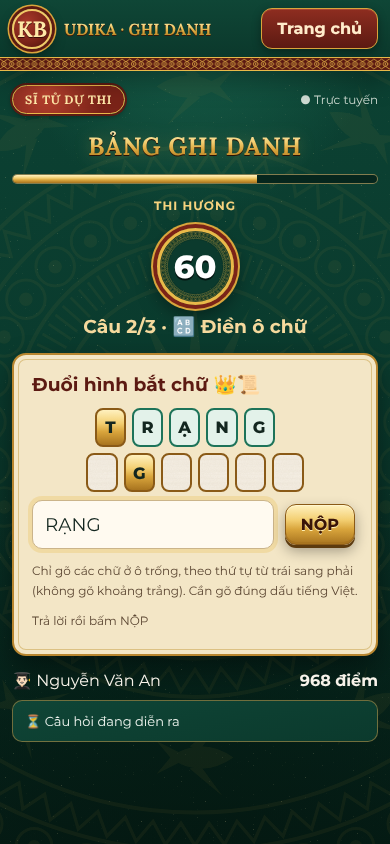 KB UDIKA · GHI DANH Trang chủ
SĨ TỬ DỰ THI Trực tuyến
BẢNG GHI DANH
THI HƯƠNG
60
Câu 2/3 · 🔠 Điền ô chữ
Đuổi hình bắt chữ 👑📜
T R Ạ N G
G
RẠNG NỘP
Chỉ gõ các chữ ở ô trống, theo thứ tự từ trái sang phải
(không gõ khoảng trắng). Cần gõ đúng dấu tiếng Việt.
Trả lời rồi bấm NỘP
👨🏻‍🎓 Nguyễn Văn An 968 điểm
⏳ Câu hỏi đang diễn ra